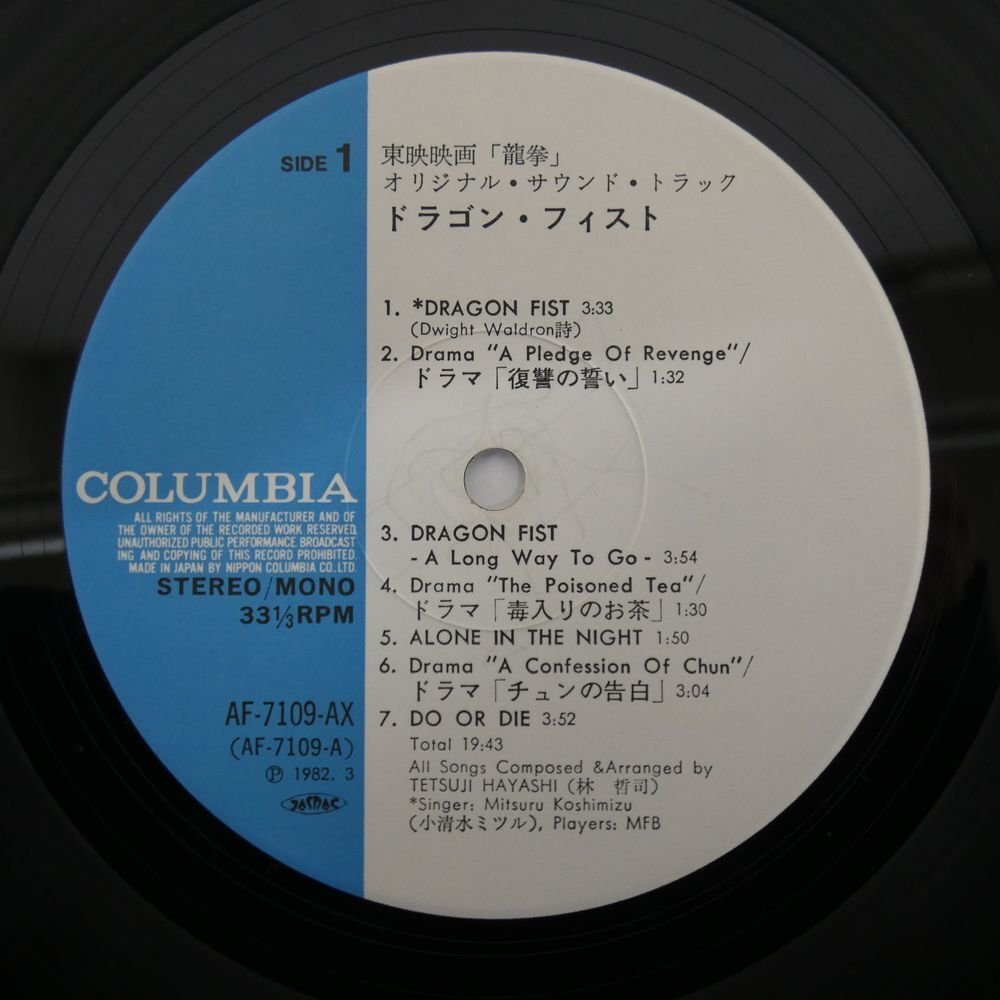 SIDE 1
東映映画「龍拳」
オリジナル・サウンド・トラック
ドラゴン・フィスト
1. *DRAGON FIST 3:33
(Dwight Waldron詩)
2. Drama "A Pledge Of Revenge"/
ドラマ「復讐の誓い」1:32
3. DRAGON FIST
- A Long Way To Go - 3:54
4. Drama "The Poisoned Tea"/
ドラマ「毒入りのお茶」1:30
5. ALONE IN THE NIGHT 1:50
6. Drama "A Confession Of Chun"/
ドラマ「チュンの告白」3:04
7. DO OR DIE 3:52
Total 19:43
All Songs Composed &Arranged by
TETSUJI HAYASHI (林 哲司)
*Singer: Mitsuru Koshimizu
(小清水ミツル), Players: MFB
COLUMBIA
ALL RIGHTS OF THE MANUFACTURER AND OF
THE OWNER OF THE RECORDED WORK RESERVED.
UNAUTHORIZED PUBLIC PERFORMANCE BROADCAST
ING AND COPYING OF THIS RECORD PROHIBITED.
MADE IN JAPAN BY NIPPON COLUMBIA CO.,LTD.
STEREO/MONO
33⅓RPM
AF-7109-AX
(AF-7109-A)
Ⓟ 1982. 3
JASRAC